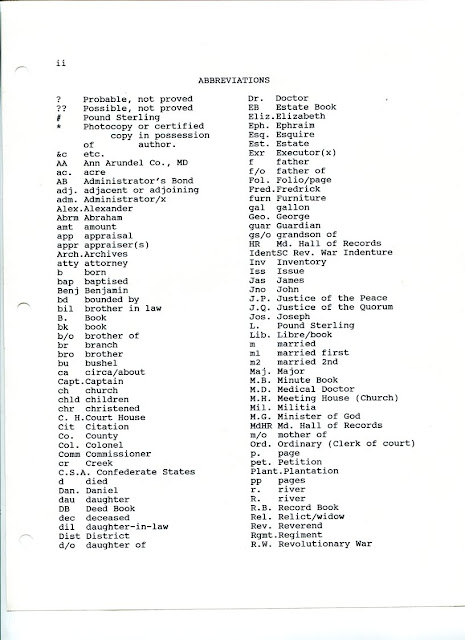 ii
ABBREVIATIONS
? Probable, not proved
?? Possible, not proved
# Pound Sterling
* Photocopy or certified
copy in possession
of author.
&c etc.
AA Ann Arundel Co., MD
ac. acre
AB Administrator's Bond
adj. adjacent or adjoining
adm. Administrator/x
Alex.Alexander
Abrm Abraham
amt amount
app appraisal
appr appraiser(s)
Arch.Archives
atty attorney
b born
bap baptised
Benj Benjamin
bd bounded by
bil brother in law
B. Book
bk book
b/o brother of
br branch
bro brother
bu bushel
ca circa/about
Capt.Captain
ch church
chld children
chr christened
C. H.Court House
Cit Citation
Co. County
Col. Colonel
Comm Commissioner
cr Creek
C.S.A. Confederate States
d died
Dan. Daniel
dau daughter
DB Deed Book
dec deceased
dil daughter-in-law
Dist District
d/o daughter of
Dr. Doctor
EB Estate Book
Eliz.Elizabeth
Eph. Ephraim
Esq. Esquire
Est. Estate
Exr Executor(x)
f father
f/o father of
Fol. Folio/page
Fred.Fredrick
furn Furniture
gal gallon
Geo. George
guar Guardian
gs/o grandson of
HR Md. Hall of Records
IdentSC Rev. War Indenture
Inv Inventory
Iss Issue
Jas James
Jno John
J.P. Justice of the Peace
J.Q. Justice of the Quorum
Jos. Joseph
L. Pound Sterling
Lib. Libre/book
m married
m1 married first
m2 married 2nd
Maj. Major
M.B. Minute Book
M.D. Medical Doctor
M.H. Meeting House (Church)
Mil. Militia
M.G. Minister of God
MdHR Md. Hall of Records
m/o mother of
Ord. Ordinary (Clerk of court)
p. page
pet. Petition
Plant.Plantation
pp pages
r. river
R. river
R.B. Record Book
Rel. Relict/widow
Rev. Reverend
Rgmt.Regiment
R.W. Revolutionary War